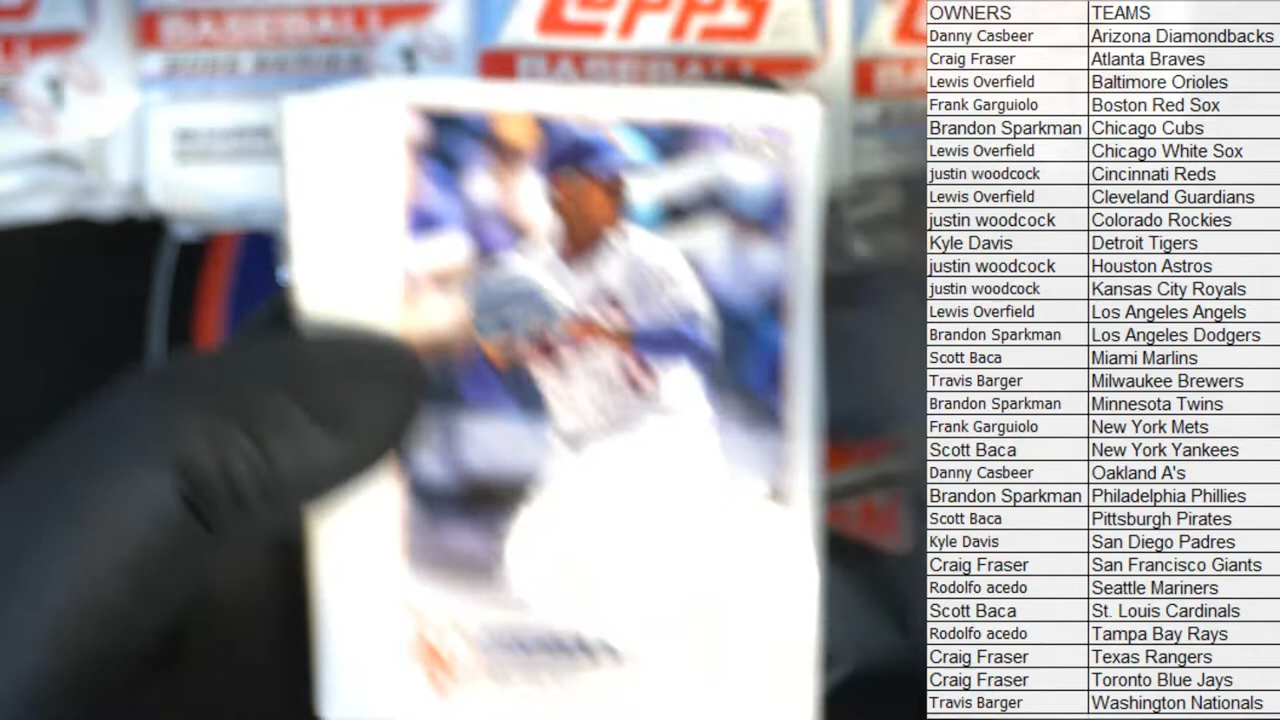 Topps
BASEBALL
BASEBALL
OWNERS TEAMS
Danny Casbeer Arizona Diamondbacks
Craig Fraser Atlanta Braves
Lewis Overfield Baltimore Orioles
Frank Garguiolo Boston Red Sox
Brandon Sparkman Chicago Cubs
Lewis Overfield Chicago White Sox
justin woodcock Cincinnati Reds
Lewis Overfield Cleveland Guardians
justin woodcock Colorado Rockies
Kyle Davis Detroit Tigers
justin woodcock Houston Astros
justin woodcock Kansas City Royals
Lewis Overfield Los Angeles Angels
Brandon Sparkman Los Angeles Dodgers
Scott Baca Miami Marlins
Travis Barger Milwaukee Brewers
Brandon Sparkman Minnesota Twins
Frank Garguiolo New York Mets
Scott Baca New York Yankees
Danny Casbeer Oakland A's
Brandon Sparkman Philadelphia Phillies
Scott Baca Pittsburgh Pirates
Kyle Davis San Diego Padres
Craig Fraser San Francisco Giants
Rodolfo acedo Seattle Mariners
Scott Baca St. Louis Cardinals
Rodolfo acedo Tampa Bay Rays
Craig Fraser Texas Rangers
Craig Fraser Toronto Blue Jays
Travis Barger Washington Nationals